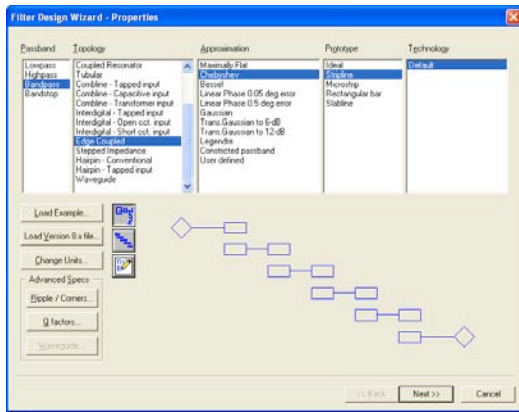 Filter Design Wizard - Properties
Passband
Topology
Approximation
Prototype
Technology
Lowpass
Highpass
Bandpass
Bandstop
Coupled Resonator
Tubular
Combline - Tapped input
Combline - Capacitive input
Combline - Transformer input
Interdigital - Tapped input
Interdigital - Open cct. input
Interdigital - Short cct. input
Edge Coupled
Stepped Impedance
Hairpin - Conventional
Hairpin - Tapped input
Waveguide
Maximally Flat
Chebyshev
Bessel
Linear Phase 0.05 deg error
Linear Phase 0.5 deg error
Gaussian
Trans.Gaussian to 6-dB
Trans.Gaussian to 12-dB
Legendre
Constricted passband
User defined
Ideal
Stripline
Microstrip
Rectangular bar
Slabline
Default
Load Example...
Load Version 8.x file...
Change Units...
Advanced Specs
Ripple / Corners...
Q factors...
Waveguide...
<< Back
Next >>
Cancel